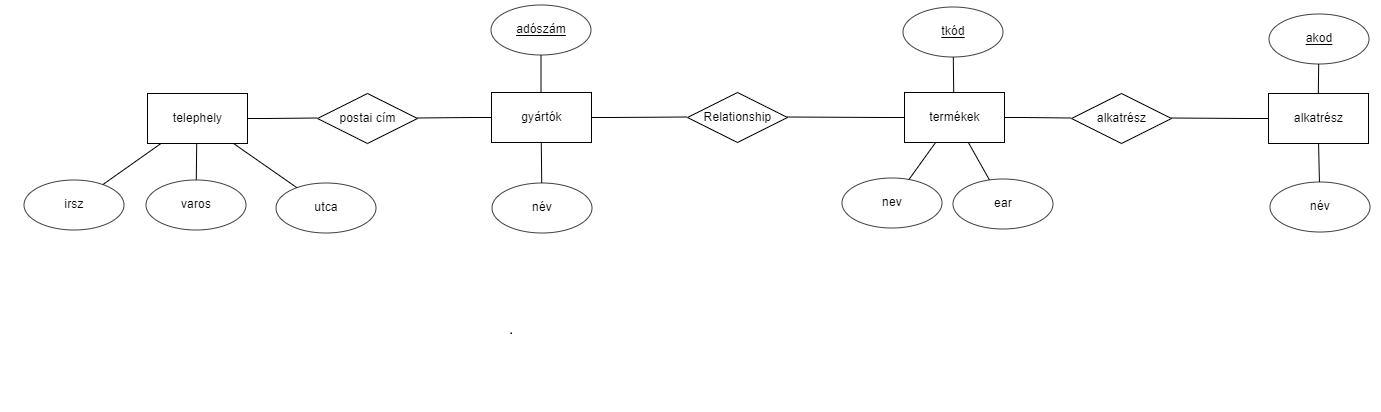 adószám
tkód
akod
telephely
postai cím
gyártók
Relationship
termékek
alkatrész
alkatrész
irsz
varos
utca
név
nev
ear
név
.